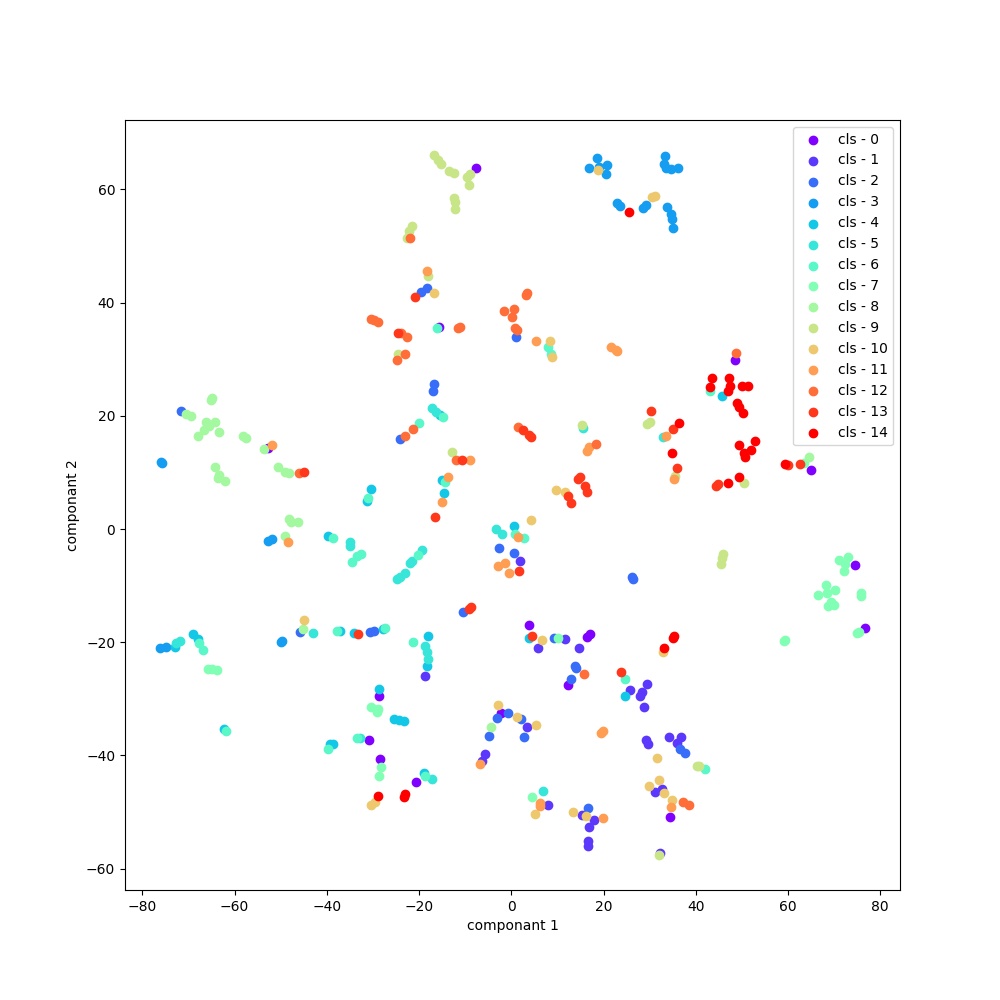 cls - 0
cls - 1
cls - 2
cls - 3
cls - 4
cls - 5
cls - 6
cls - 7
cls - 8
cls - 9
cls - 10
cls - 11
cls - 12
cls - 13
cls - 14
60
40
20
0
−20
−40
−60
componant 2
−80 −60 −40 −20 0 20 40 60 80
componant 1